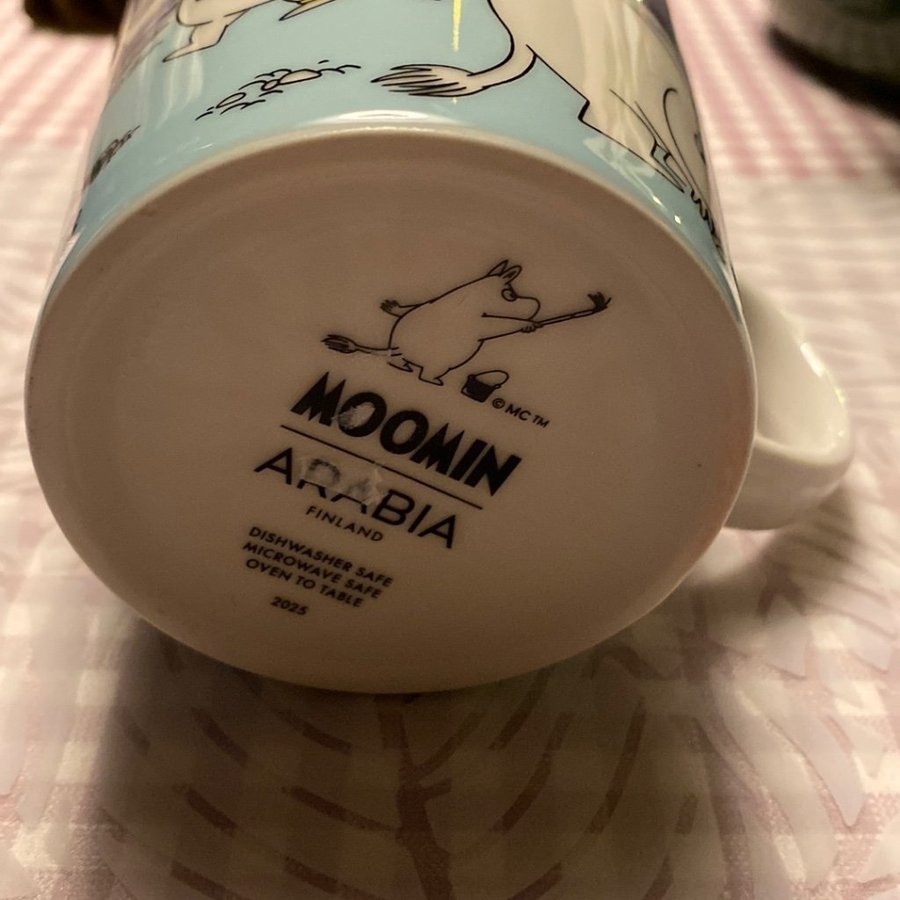 © MC™
MOOMIN
ARABIA
FINLAND
DISHWASHER SAFE
MICROWAVE SAFE
OVEN TO TABLE
2025